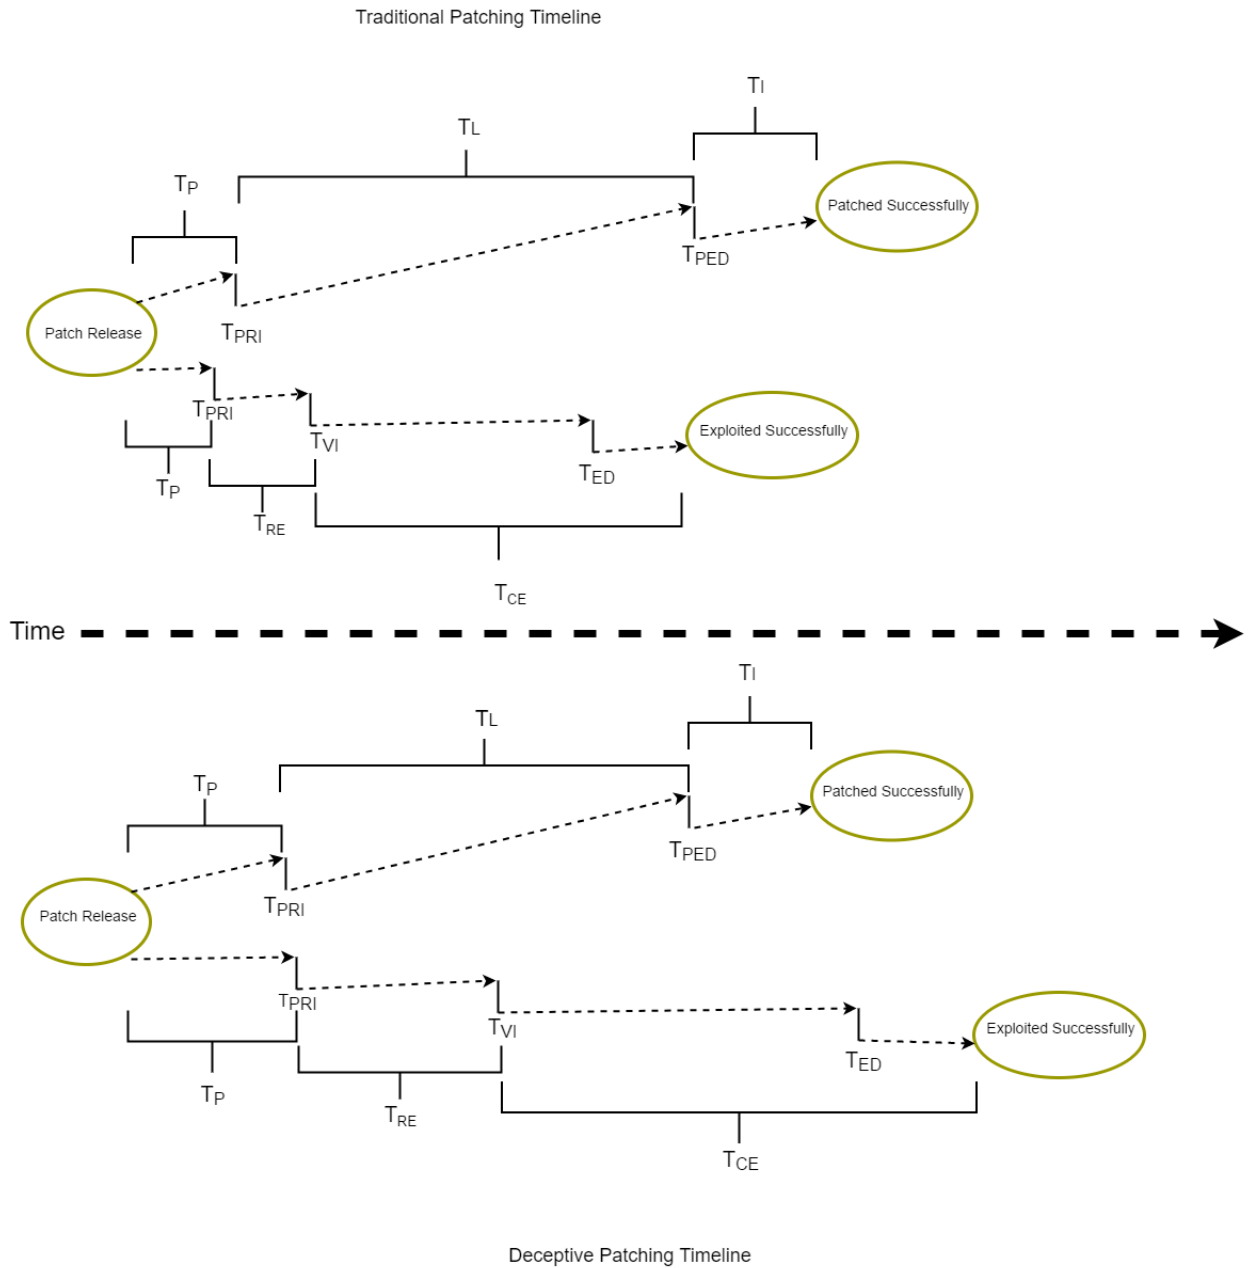 Traditional Patching Timeline
TI
TL
TP
Patched Successfully
TPED
Patch Release
TPRI
TPRI
Exploited Successfully
TVI
TED
TP
TRE
TCE
Time
TI
TL
TP
Patched Successfully
TPED
TPRI
Patch Release
TPRI
TVI
Exploited Successfully
TED
TP
TRE
TCE
Deceptive Patching Timeline